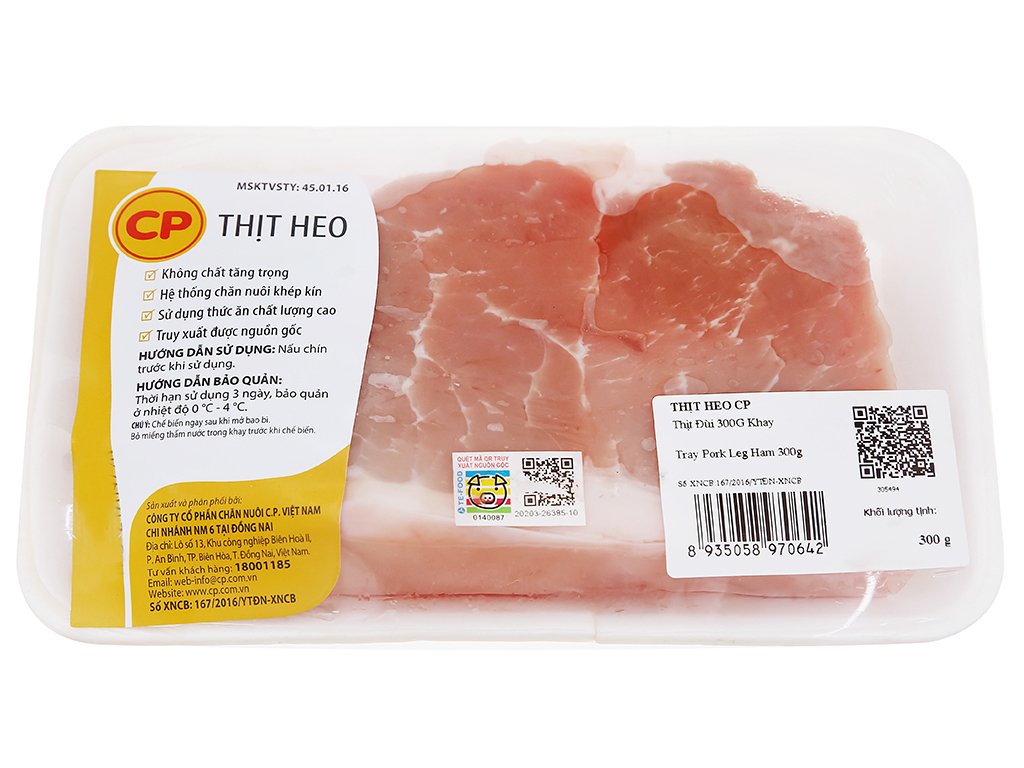 MSKTVSTY: 45.01.16
CP
THỊT HEO
Không chất tăng trọng
Hệ thống chăn nuôi khép kín
Sử dụng thức ăn chất lượng cao
Truy xuất được nguồn gốc
HƯỚNG DẪN SỬ DỤNG: Nấu chín
trước khi sử dụng.
HƯỚNG DẪN BẢO QUẢN:
Thời hạn sử dụng 3 ngày, bảo quản
ở nhiệt độ 0 °C - 4 °C.
CHÚ Ý: Chế biến ngay sau khi mở bao bì.
Bỏ miếng thấm nước trong khay trước khi chế biến.
Sản xuất và phân phối bởi:
CÔNG TY CỔ PHẦN CHĂN NUÔI C.P. VIỆT NAM
CHI NHÁNH NM 6 TẠI ĐỒNG NAI
Địa chỉ: Lô số 13, Khu công nghiệp Biên Hoà II,
P. An Bình, TP. Biên Hòa, T. Đồng Nai, Việt Nam.
Tư vấn khách hàng: 18001185
Email: web-info@cp.com.vn
Website: www.cp.com.vn
Số XNCB: 167/2016/YTĐN-XNCB
QUÉT MÃ QR TRUY
XUẤT NGUỒN GỐC
TE-FOOD
0140087
20203-26385-10
THỊT HEO CP
Thịt Đùi 300G Khay
Tray Pork Leg Ham 300g
Số XNCB 167/2016/YTĐN-XNCB
8 935058 970642
305494
Khối lượng tịnh:
300 g